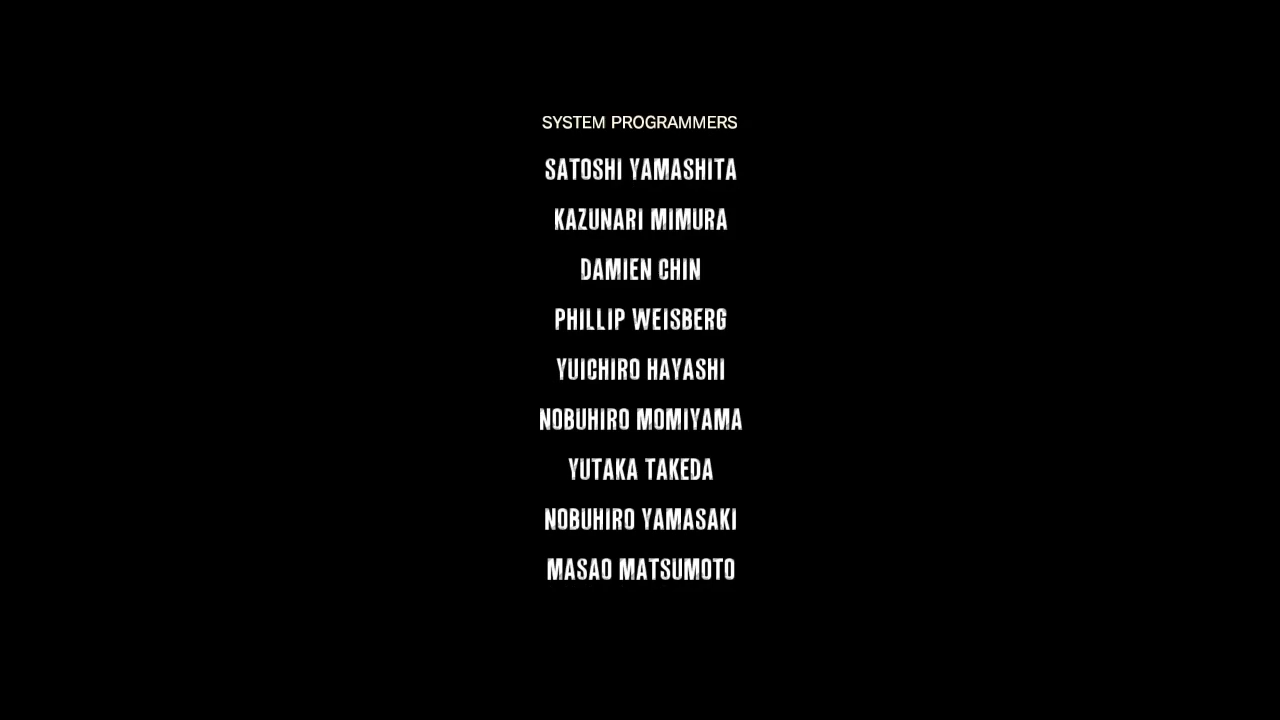 SYSTEM PROGRAMMERS
SATOSHI YAMASHITA
KAZUNARI MIMURA
DAMIEN CHIN
PHILLIP WEISBERG
YUICHIRO HAYASHI
NOBUHIRO MOMIYAMA
YUTAKA TAKEDA
NOBUHIRO YAMASAKI
MASAO MATSUMOTO